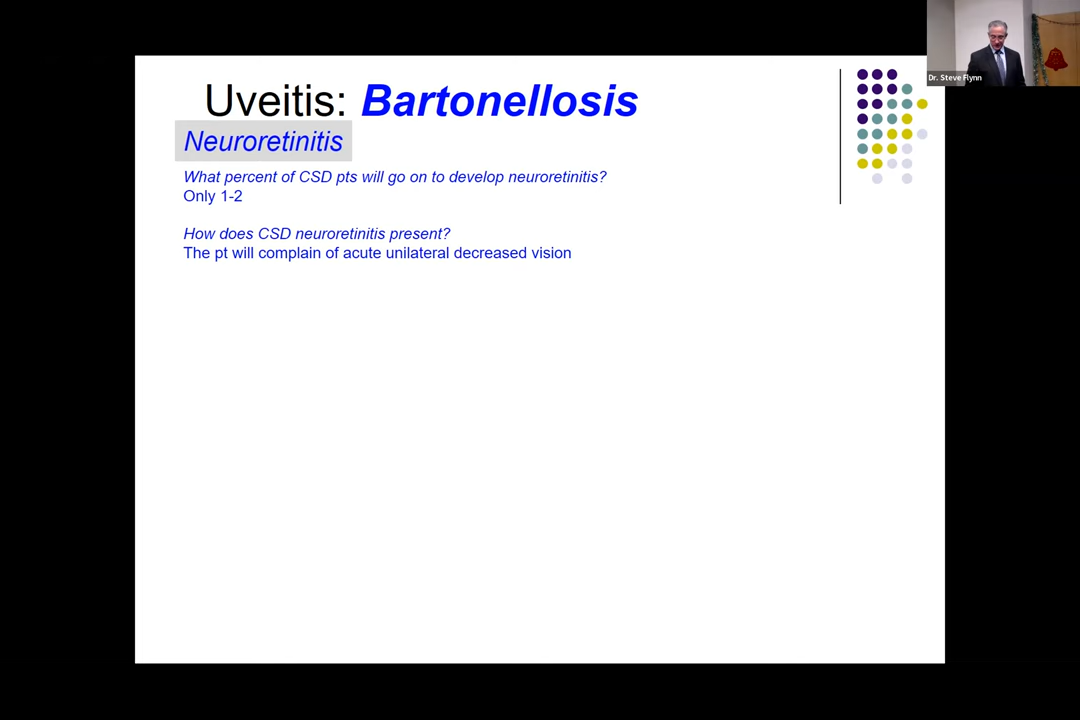 Uveitis: Bartonellosis
Neuroretinitis
What percent of CSD pts will go on to develop neuroretinitis?
Only 1-2
How does CSD neuroretinitis present?
The pt will complain of acute unilateral decreased vision
Dr. Steve Flynn